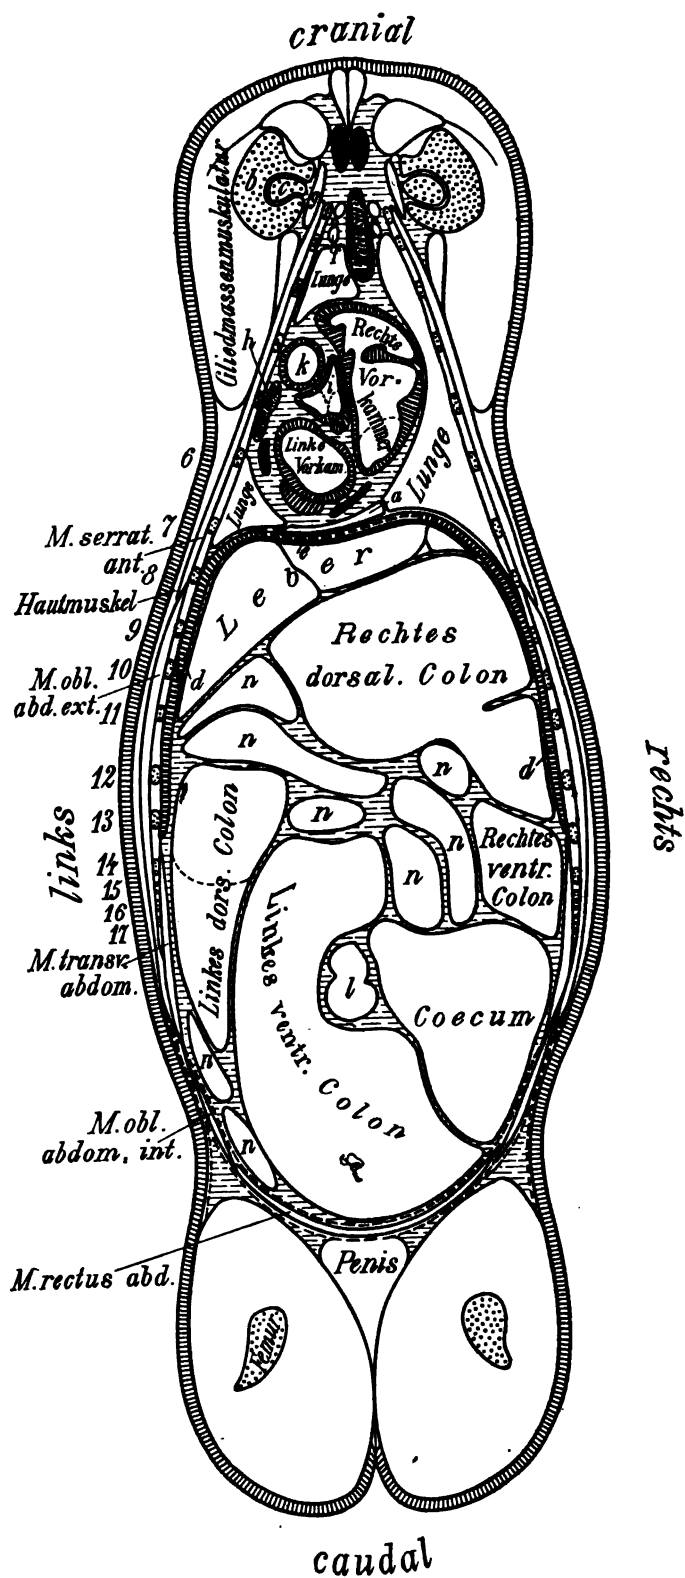 cranial
Gliedmassenmuskulatur
b
c
f
Lunge
h
k
i
Rechte
Vor-
kammer
Linke
Vorkam
a
Lunge
Lunge
6
M. serrat. 7
ant.
8
Hautmuskel
9
M. obl. 10
abd. ext. 11
e
Leber
Rechtes
dorsal. Colon
d
d'
n
n
n
n
n
n
12
13
14
15
16
17
links
rechts
Linkes dors. Colon
Rechtes
ventr.
Colon
M. transv.
abdom.
Linkes ventr. Colon
l
Coecum
n
n
M. obl.
abdom. int.
M. rectus abd.
Penis
Femur
caudal